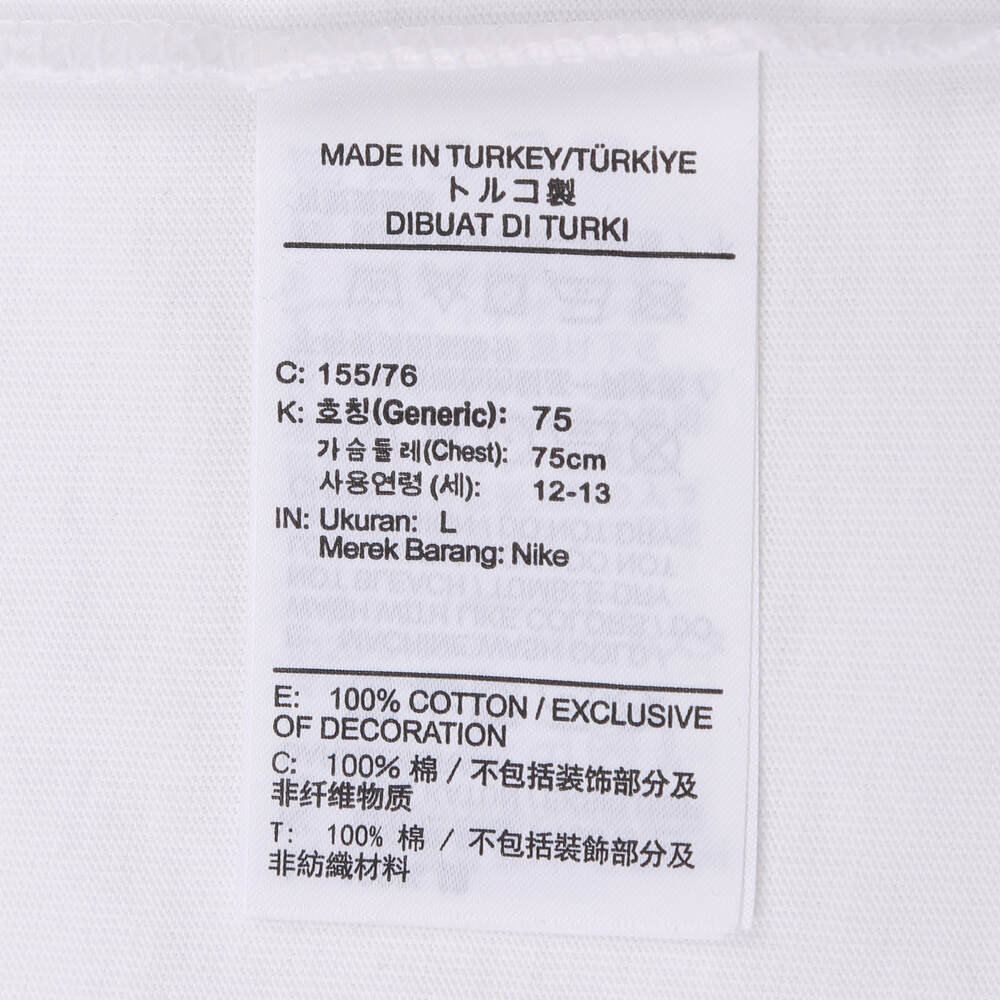 MADE IN TURKEY/TÜRKİYE
トルコ製
DIBUAT DI TURKI
C: 155/76
K: 호칭(Generic): 75
가슴둘레(Chest): 75cm
사용연령 (세): 12-13
IN: Ukuran: L
Merek Barang: Nike
E: 100% COTTON / EXCLUSIVE
OF DECORATION
C: 100% 棉 / 不包括装饰部分及
非纤维物质
T: 100% 棉 / 不包括裝飾部分及
非紡織材料